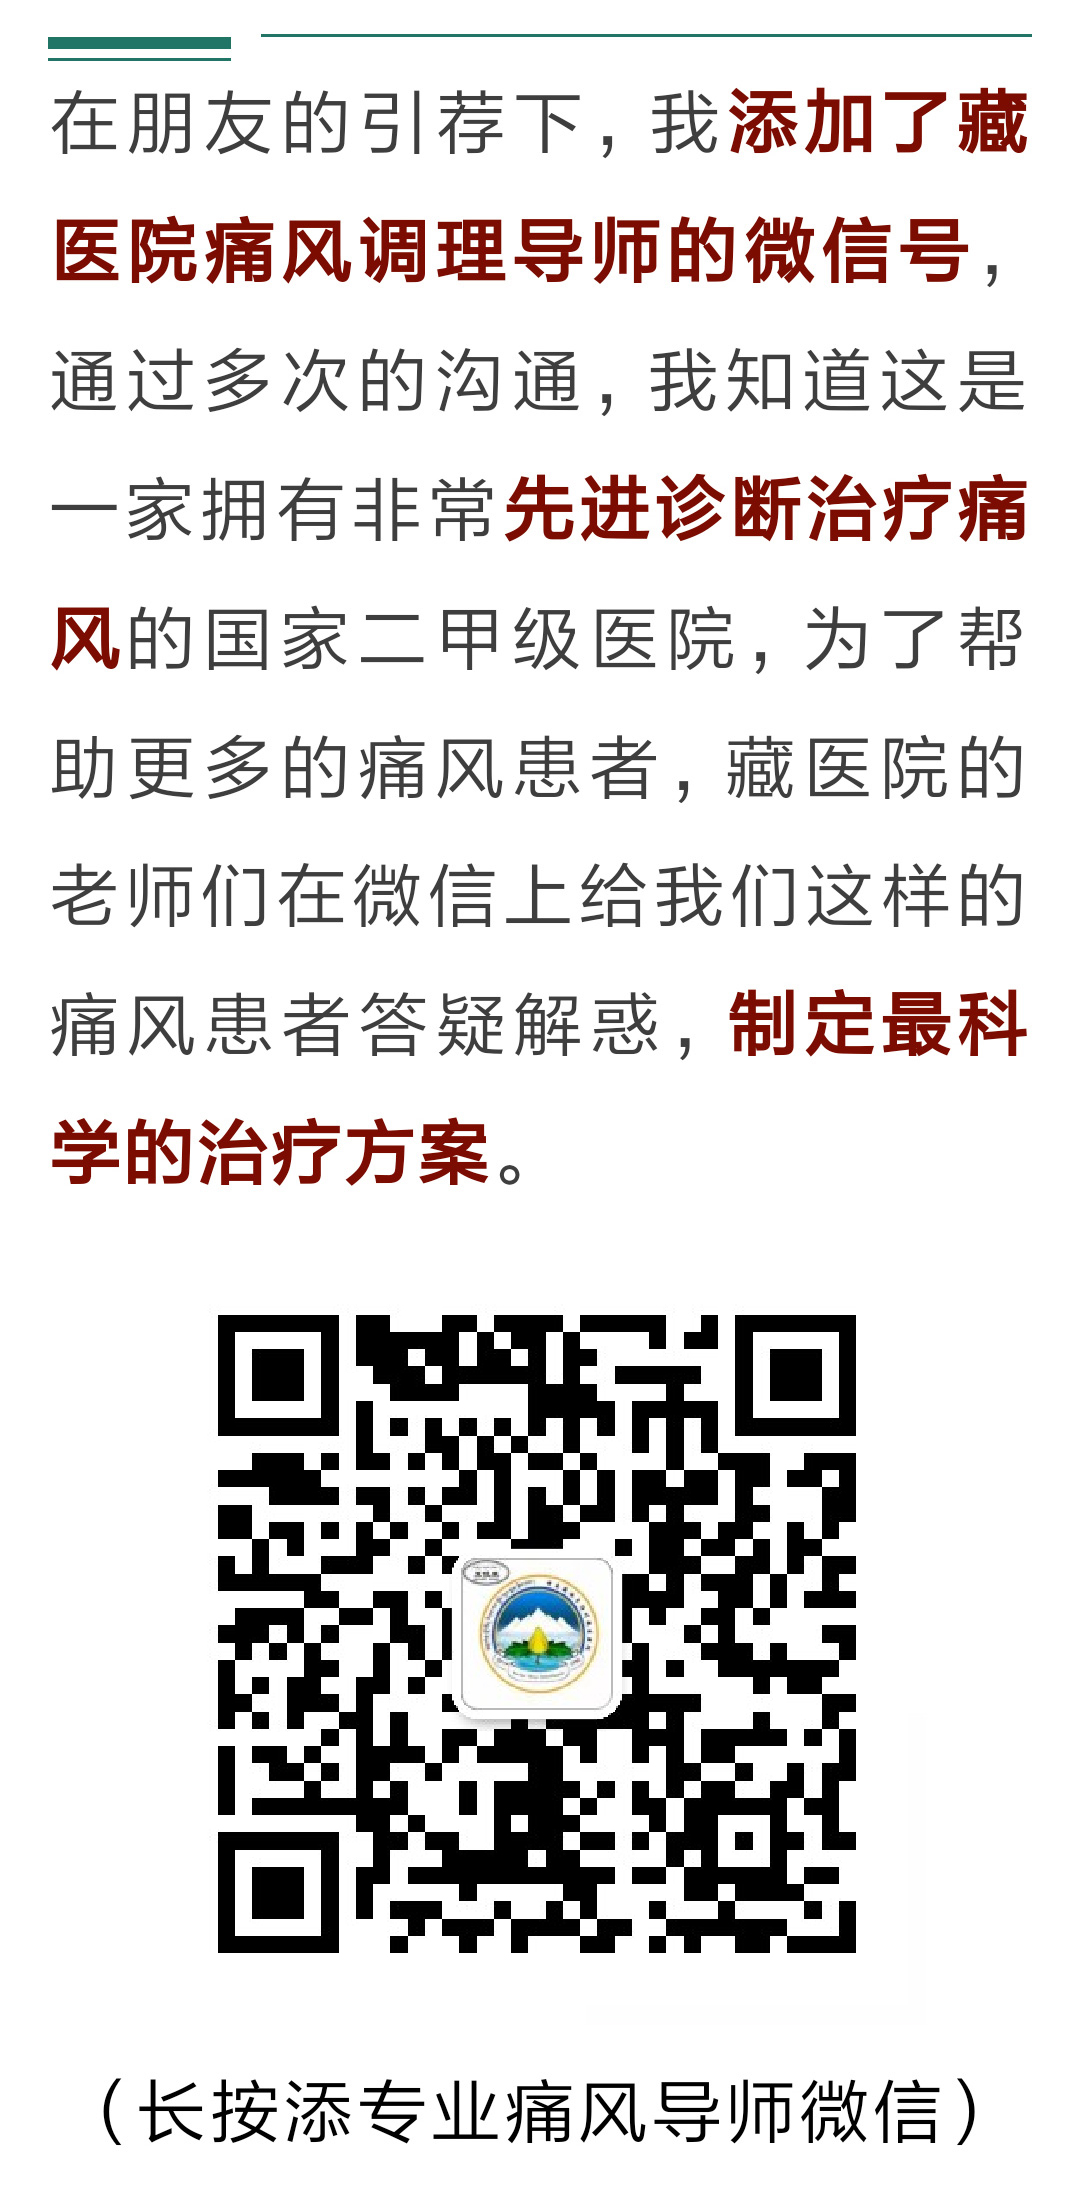 在朋友的引荐下，我添加了藏
医院痛风调理导师的微信号，
通过多次的沟通，我知道这是
一家拥有非常先进诊断治疗痛
风的国家二甲级医院，为了帮
助更多的痛风患者，藏医院的
老师们在微信上给我们这样的
痛风患者答疑解惑，制定最科
学的治疗方案。
（长按添专业痛风导师微信）